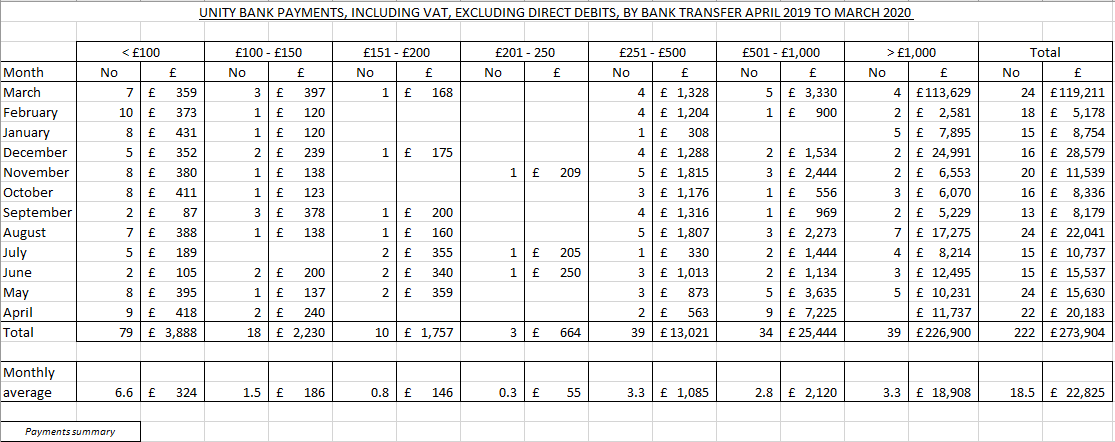 UNITY BANK PAYMENTS, INCLUDING VAT, EXCLUDING DIRECT DEBITS, BY BANK TRANSFER APRIL 2019 TO MARCH 2020
< £100 £100 - £150 £151 - £200 £201 - 250 £251 - £500 £501 - £1,000 > £1,000 Total
Month No £ No £ No £ No £ No £ No £ No £ No £
March 7 £ 359 3 £ 397 1 £ 168 4 £ 1,328 5 £ 3,330 4 £113,629 24 £119,211
February 10 £ 373 1 £ 120 4 £ 1,204 1 £ 900 2 £ 2,581 18 £ 5,178
January 8 £ 431 1 £ 120 1 £ 308 5 £ 7,895 15 £ 8,754
December 5 £ 352 2 £ 239 1 £ 175 4 £ 1,288 2 £ 1,534 2 £ 24,991 16 £ 28,579
November 8 £ 380 1 £ 138 1 £ 209 5 £ 1,815 3 £ 2,444 2 £ 6,553 20 £ 11,539
October 8 £ 411 1 £ 123 3 £ 1,176 1 £ 556 3 £ 6,070 16 £ 8,336
September 2 £ 87 3 £ 378 1 £ 200 4 £ 1,316 1 £ 969 2 £ 5,229 13 £ 8,179
August 7 £ 388 1 £ 138 1 £ 160 5 £ 1,807 3 £ 2,273 7 £ 17,275 24 £ 22,041
July 5 £ 189 2 £ 355 1 £ 205 1 £ 330 2 £ 1,444 4 £ 8,214 15 £ 10,737
June 2 £ 105 2 £ 200 2 £ 340 1 £ 250 3 £ 1,013 2 £ 1,134 3 £ 12,495 15 £ 15,537
May 8 £ 395 1 £ 137 2 £ 359 3 £ 873 5 £ 3,635 5 £ 10,231 24 £ 15,630
April 9 £ 418 2 £ 240 2 £ 563 9 £ 7,225 £ 11,737 22 £ 20,183
Total 79 £ 3,888 18 £ 2,230 10 £ 1,757 3 £ 664 39 £13,021 34 £25,444 39 £226,900 222 £273,904
Monthly
average 6.6 £ 324 1.5 £ 186 0.8 £ 146 0.3 £ 55 3.3 £ 1,085 2.8 £ 2,120 3.3 £ 18,908 18.5 £ 22,825
Payments summary